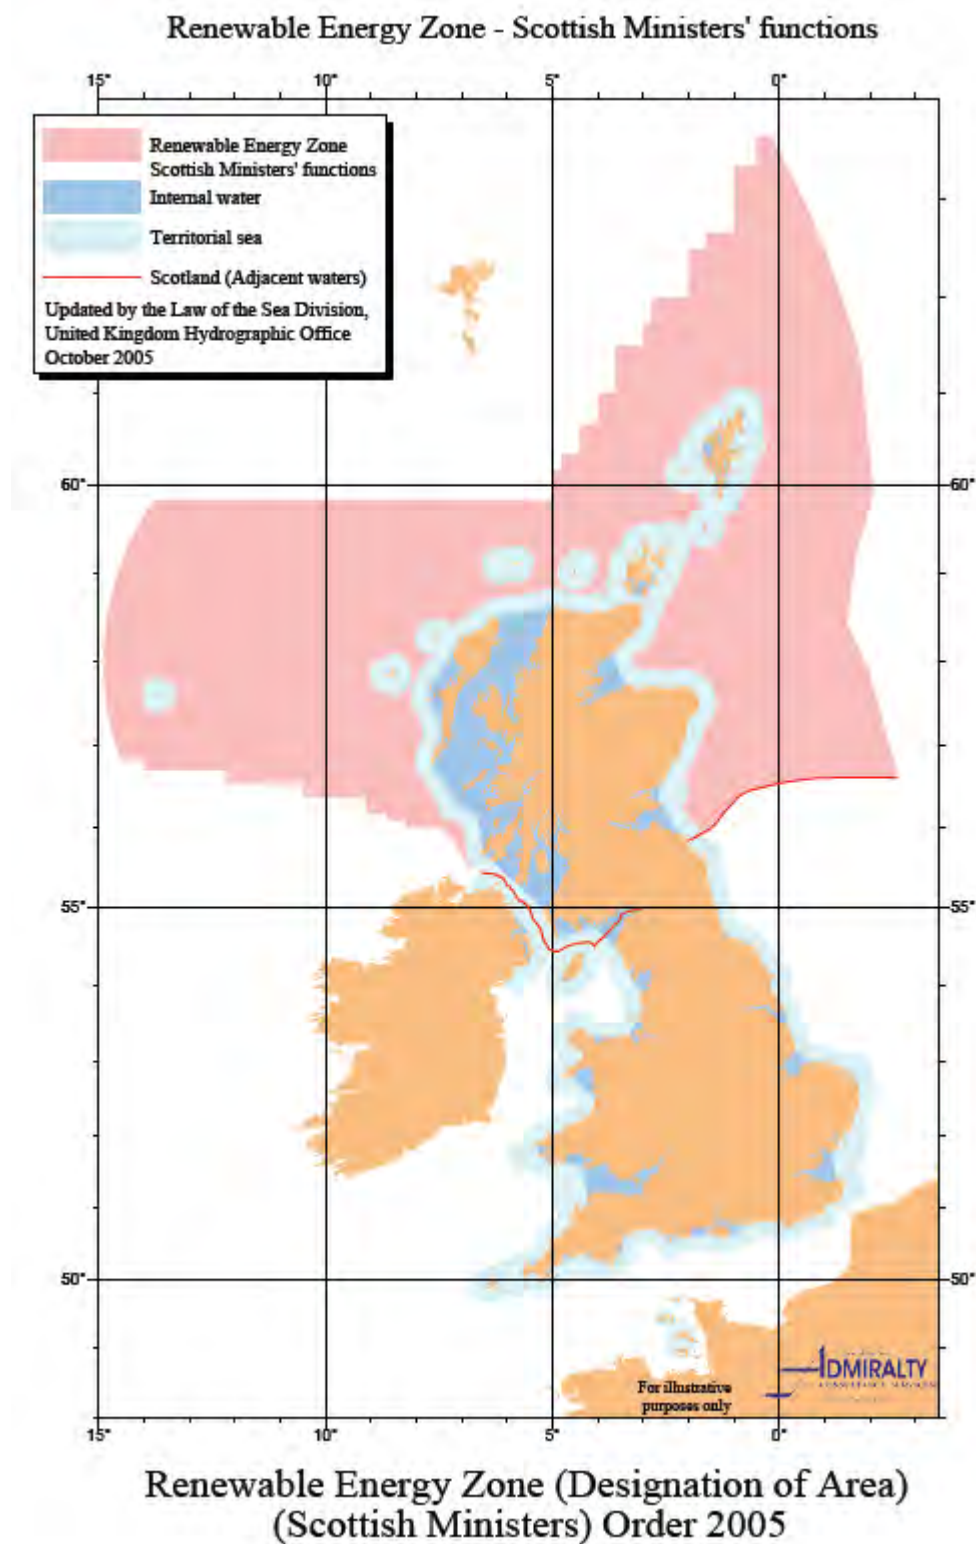 Renewable Energy Zone - Scottish Ministers' functions
15° 10° 5° 0°
Renewable Energy Zone
Scottish Ministers' functions
Internal water
Territorial sea
Scotland (Adjacent waters)
Updated by the Law of the Sea Division,
United Kingdom Hydrographic Office
October 2005
60° 60°
55° 55°
50° 50°
ADMIRALTY
For illustrative
purposes only
15° 10° 5° 0°
Renewable Energy Zone (Designation of Area)
(Scottish Ministers) Order 2005